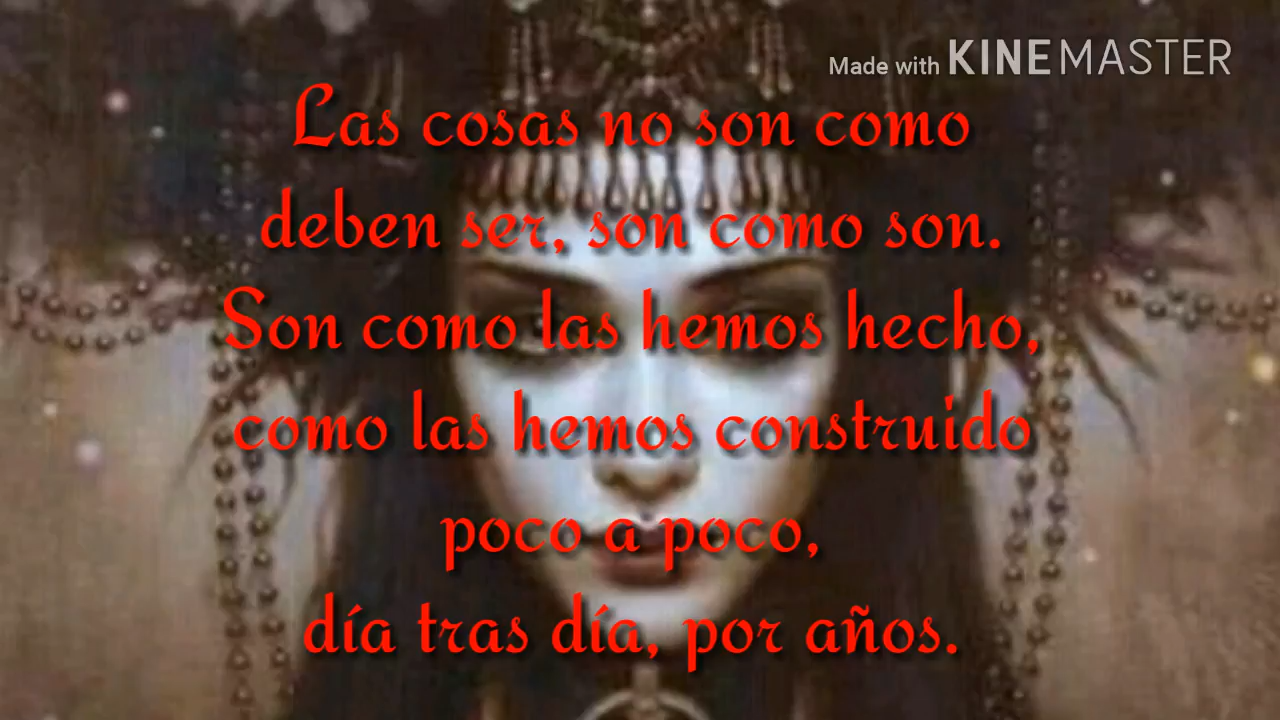 Made with KINEMASTER
Las cosas no son como
deben ser, son como son.
Son como las hemos hecho,
como las hemos construido
poco a poco,
día tras día, por años.